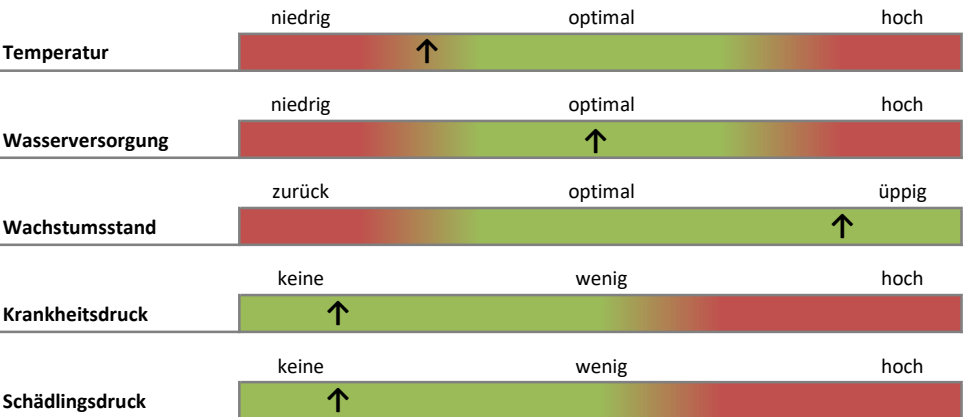 niedrig optimal hoch
Temperatur ↑
niedrig optimal hoch
Wasserversorgung ↑
zurück optimal üppig
Wachstumsstand ↑
keine wenig hoch
Krankheitsdruck ↑
keine wenig hoch
Schädlingsdruck ↑